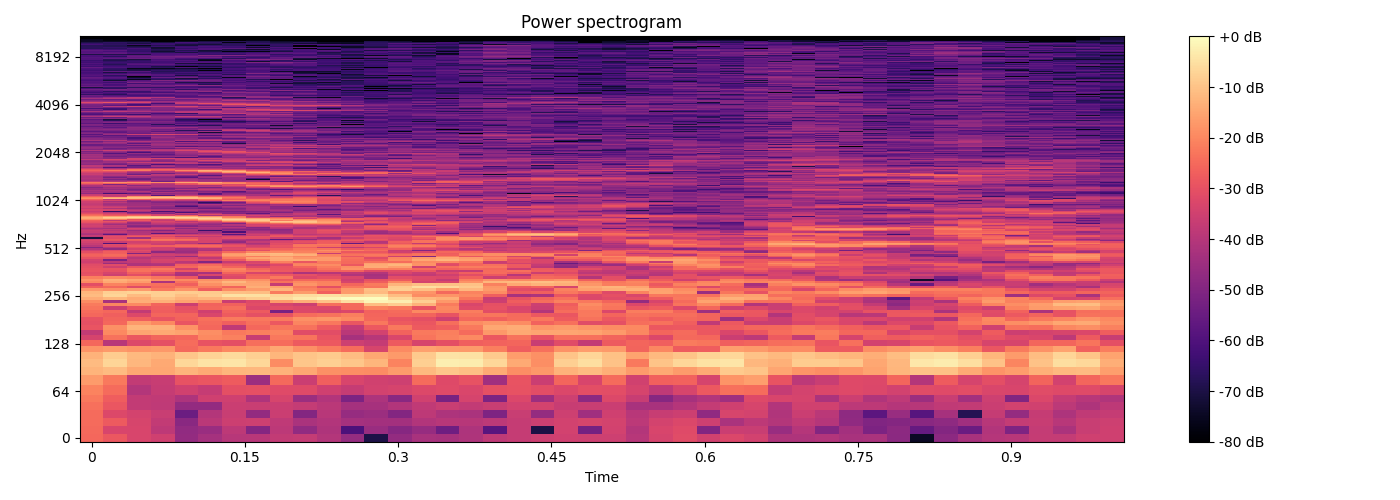 Power spectrogram
8192
4096
2048
1024
512
256
128
64
0
Hz
0
0.15
0.3
0.45
0.6
0.75
0.9
Time
+0 dB
-10 dB
-20 dB
-30 dB
-40 dB
-50 dB
-60 dB
-70 dB
-80 dB